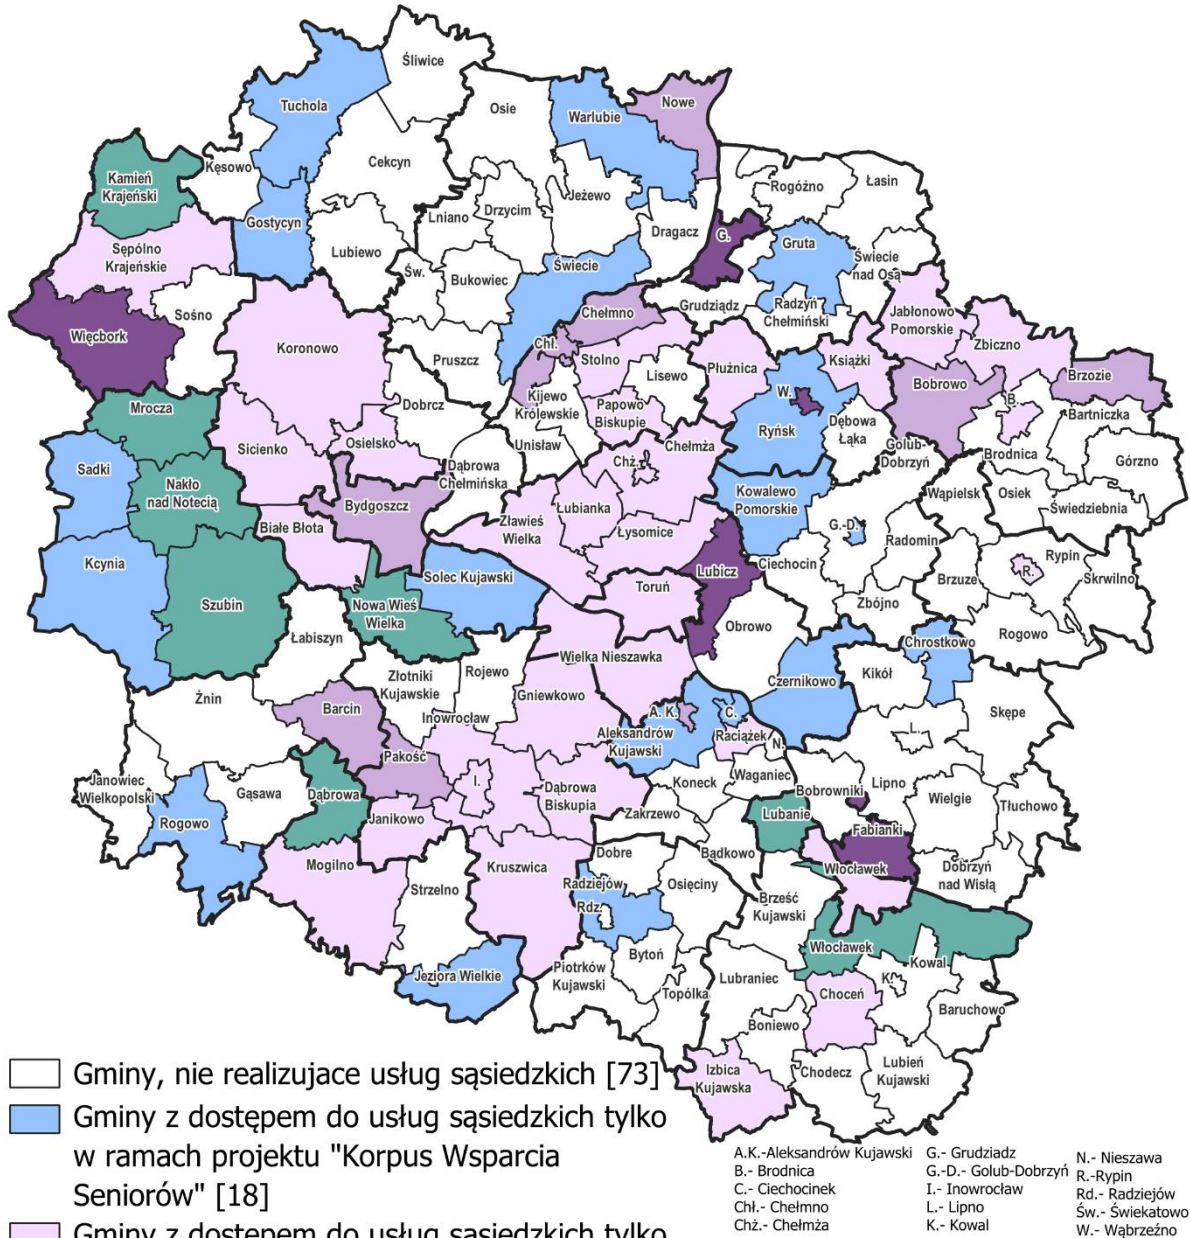 Śliwice
Osie
Nowe
Tuchola
Warlubie
Cekcyn
Kęsowo
Rogóźno
Łasin
Kamień
Krajeński
Jeżewo
Lniano
Drzycim
Gostycyn
Dragacz
G.
Gruta
Sępólno
Krajeńskie
Lubiewo
Świecie
nad Osą
Św.
Świecie
Bukowiec
Grudziądz
Radzyń
Chełmiński
Jabłonowo
Pomorskie
Sośno
Chełmno
Więcbork
Koronowo
Chł.
Zbiczno
Pruszcz
Stolno
Książki
Płużnica
Lisewo
Brzozie
Bobrowo
W.
Kijewo
Królewskie
Papowo
Biskupie
B.
Mrocza
Dobrcz
Bartniczka
Ryńsk
Dębowa
Łąka
Osielsko
Unisław
Chełmża
Golub-
Dobrzyń
Brodnica
Sicienko
Dąbrowa
Chełmińska
Chż.
Górzno
Sadki
Nakło
nad Notecią
Kowalewo
Pomorskie
Wąpielsk
Osiek
Bydgoszcz
Łubianka
Świedziebnia
Białe Błota
Zławieś
Wielka
Łysomice
G.-D.
Radomin
Kcynia
Rypin
Ciechocin
Lubicz
Solec Kujawski
Brzuze
R.
Skrwilno
Toruń
Szubin
Nowa Wieś
Wielka
Zbójno
Obrowo
Łabiszyn
Rogowo
Chrostkowo
Wielka Nieszawka
Złotniki
Kujawskie
Rojewo
Kikół
Czernikowo
Żnin
Gniewkowo
Barcin
A. K.
C.
Skępe
Inowrocław
Aleksandrów
Kujawski
L.
Raciążek
N.
Pakość
Janowiec
Wielkopolski
I.
Koneck
Waganiec
Lipno
Gąsawa
Dąbrowa
Dąbrowa
Biskupia
Bobrowniki
Wielgie
Tłuchowo
Rogowo
Janikowo
Zakrzewo
Lubanie
Fabianki
Mogilno
Kruszwica
Dobre
Bądkowo
Strzelno
Radziejów
Osięciny
Włocławek
Dobrzyń
nad Wisłą
Brześć
Kujawski
Rdz.
Włocławek
Bytoń
Kowal
Jeziora Wielkie
Piotrków
Kujawski
Lubraniec
K.
Topólka
Choceń
Baruchowo
Boniewo
Izbica
Kujawska
Chodecz
Lubień
Kujawski
Gminy, nie realizujace usług sąsiedzkich [73]
Gminy z dostępem do usług sąsiedzkich tylko
w ramach projektu "Korpus Wsparcia
Seniorów" [18]
Gminy z dostępem do usług sąsiedzkich tylko
A.K.-Aleksandrów Kujawski
B.- Brodnica
C.- Ciechocinek
Chł.- Chełmno
Chż.- Chełmża
G.- Grudziadz
G.-D.- Golub-Dobrzyń
I.- Inowrocław
L.- Lipno
K.- Kowal
N.- Nieszawa
R.-Rypin
Rd.- Radziejów
Św.- Świekatowo
W.- Wąbrzeźno